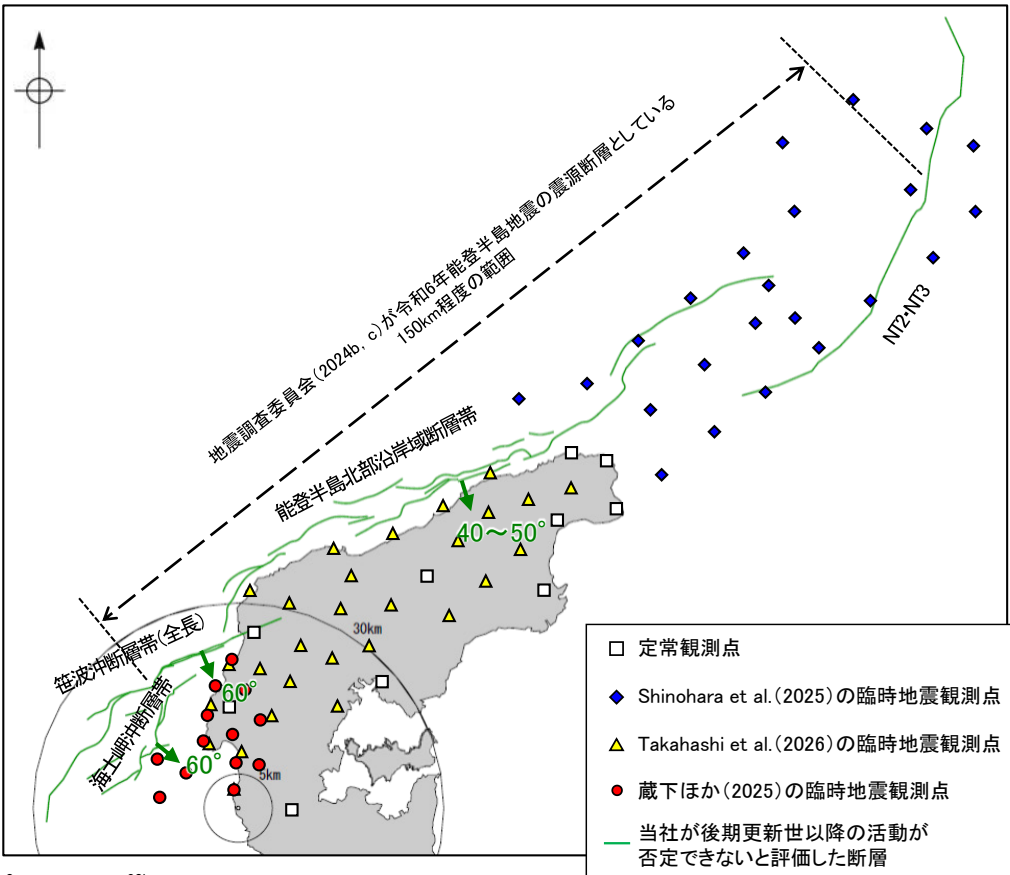 地震調査委員会(2024b, c)が令和6年能登半島地震の震源断層としている
150km程度の範囲
NT2・NT3
能登半島北部沿岸域断層帯
40~50°
笹波沖断層帯(全長)
30km
60°
海士岬沖断層帯
60°
5km
定常観測点
Shinohara et al.(2025)の臨時地震観測点
Takahashi et al.(2026)の臨時地震観測点
蔵下ほか(2025)の臨時地震観測点
当社が後期更新世以降の活動が
否定できないと評価した断層